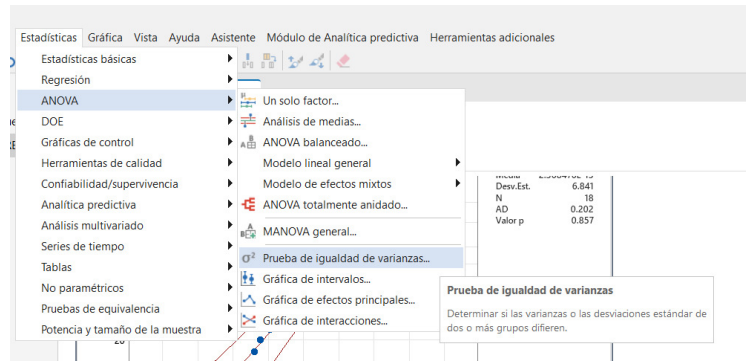 Estadísticas Gráfica Vista Ayuda Asistente Módulo de Analítica predictiva Herramientas adicionales
Estadísticas básicas
Regresión
ANOVA
DOE
Gráficas de control
Herramientas de calidad
Confiabilidad/supervivencia
Analítica predictiva
Análisis multivariado
Series de tiempo
Tablas
No paramétricos
Pruebas de equivalencia
Potencia y tamaño de la muestra
Un solo factor...
Análisis de medias...
ANOVA balanceado...
Modelo lineal general
Modelo de efectos mixtos
ANOVA totalmente anidado...
MANOVA general...
σ² Prueba de igualdad de varianzas...
Gráfica de intervalos...
Gráfica de efectos principales...
Gráfica de interacciones...
Desv.Est. 6.841
N 18
AD 0.202
Valor p 0.857
Prueba de igualdad de varianzas
Determinar si las varianzas o las desviaciones estándar de
dos o más grupos difieren.